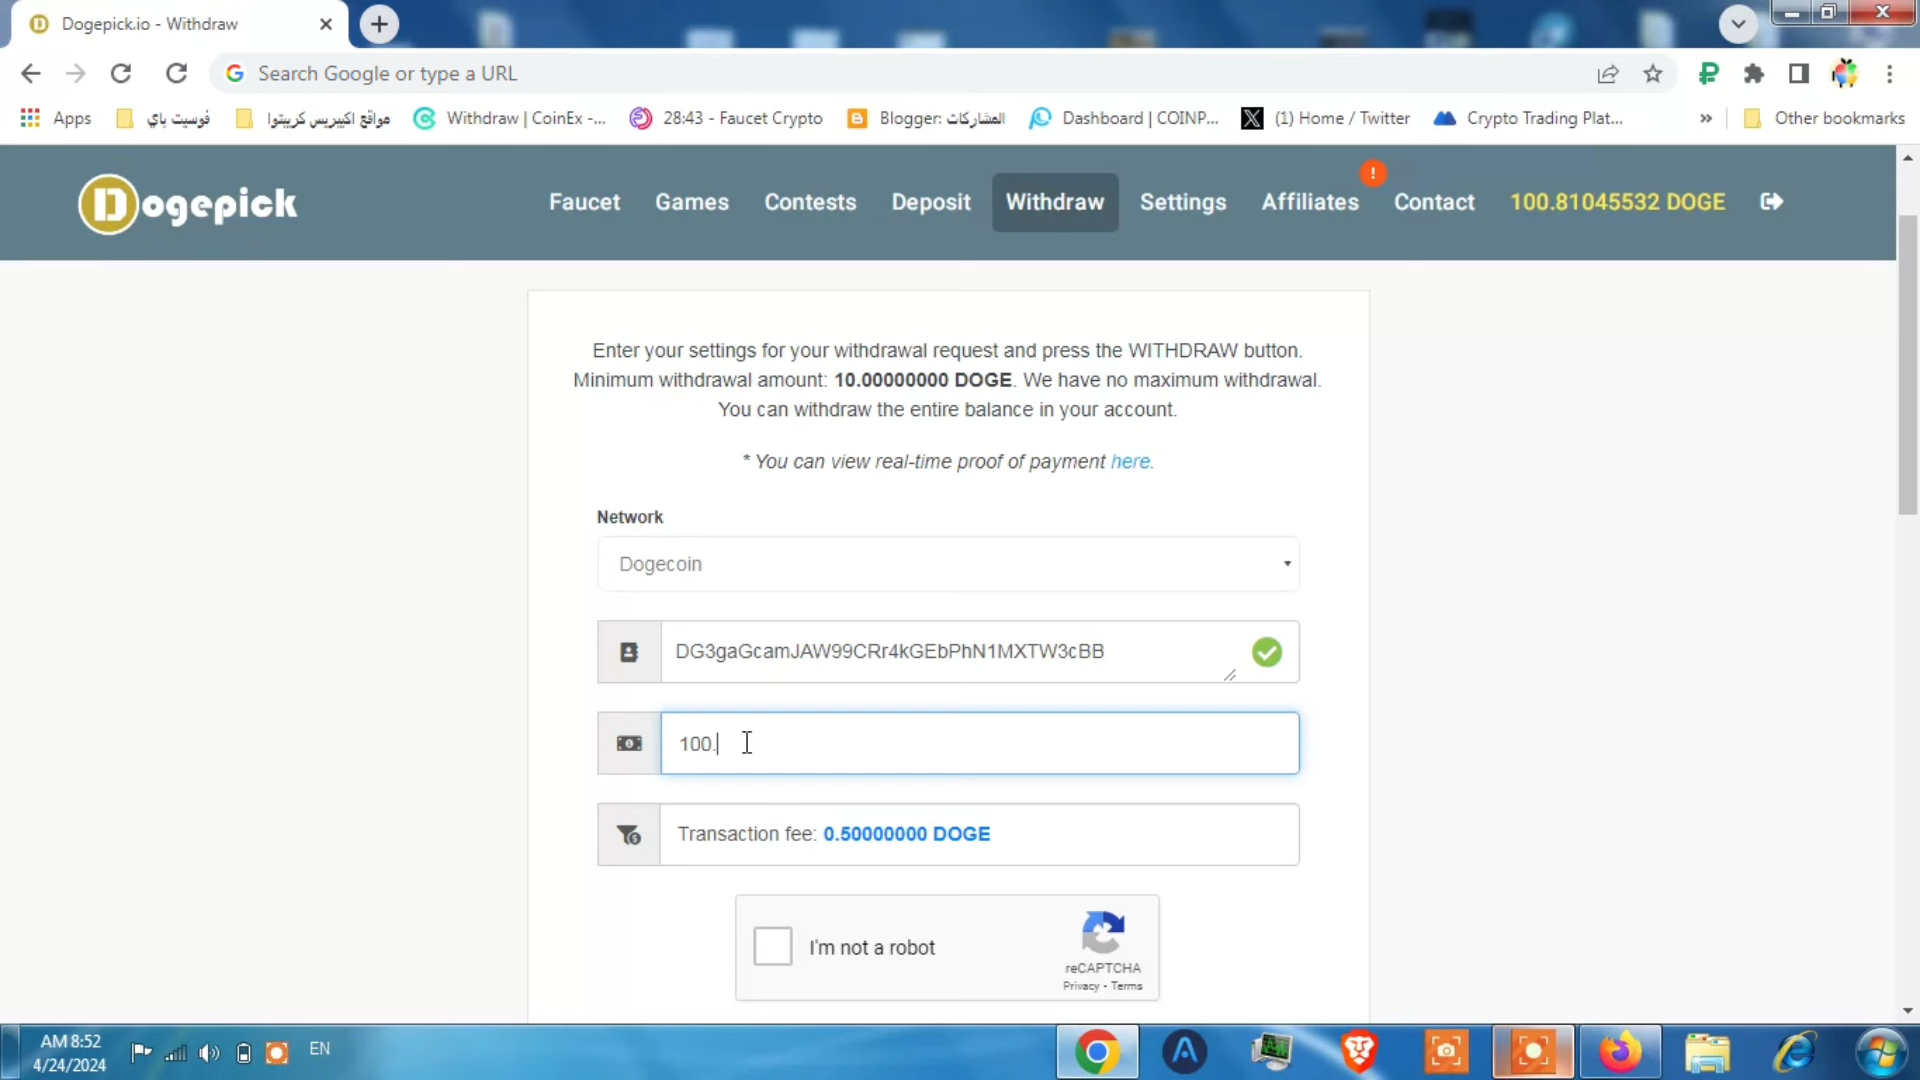 Dogepick.io - Withdraw
Search Google or type a URL
Apps
فوسيت باي
مواقع اكبيريس كريبتوا
Withdraw | CoinEx -...
28:43 - Faucet Crypto
Blogger: المشاركات
Dashboard | COINP...
(1) Home / Twitter
Crypto Trading Plat...
»
Other bookmarks
Dogepick
Faucet
Games
Contests
Deposit
Withdraw
Settings
Affiliates
!
Contact
100.81045532 DOGE
Enter your settings for your withdrawal request and press the WITHDRAW button.
Minimum withdrawal amount: 10.00000000 DOGE. We have no maximum withdrawal.
You can withdraw the entire balance in your account.
* You can view real-time proof of payment here.
Network
Dogecoin
DG3gaGcamJAW99CRr4kGEbPhN1MXTW3cBB
100.
Transaction fee: 0.50000000 DOGE
I'm not a robot
reCAPTCHA
Privacy - Terms
AM 8:52
4/24/2024
EN